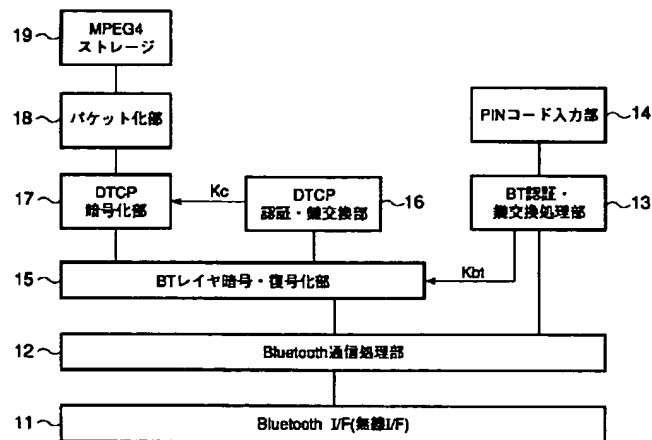 19
MPEG4
ストレージ
18
パケット化部
PINコード入力部
14
17
DTCP
暗号化部
Kc
DTCP
認証・鍵交換部
16
BT認証・
鍵交換処理部
13
15
BTレイヤ暗号・復号化部
Kbt
12
Bluetooth通信処理部
11
Bluetooth I/F(無線I/F)